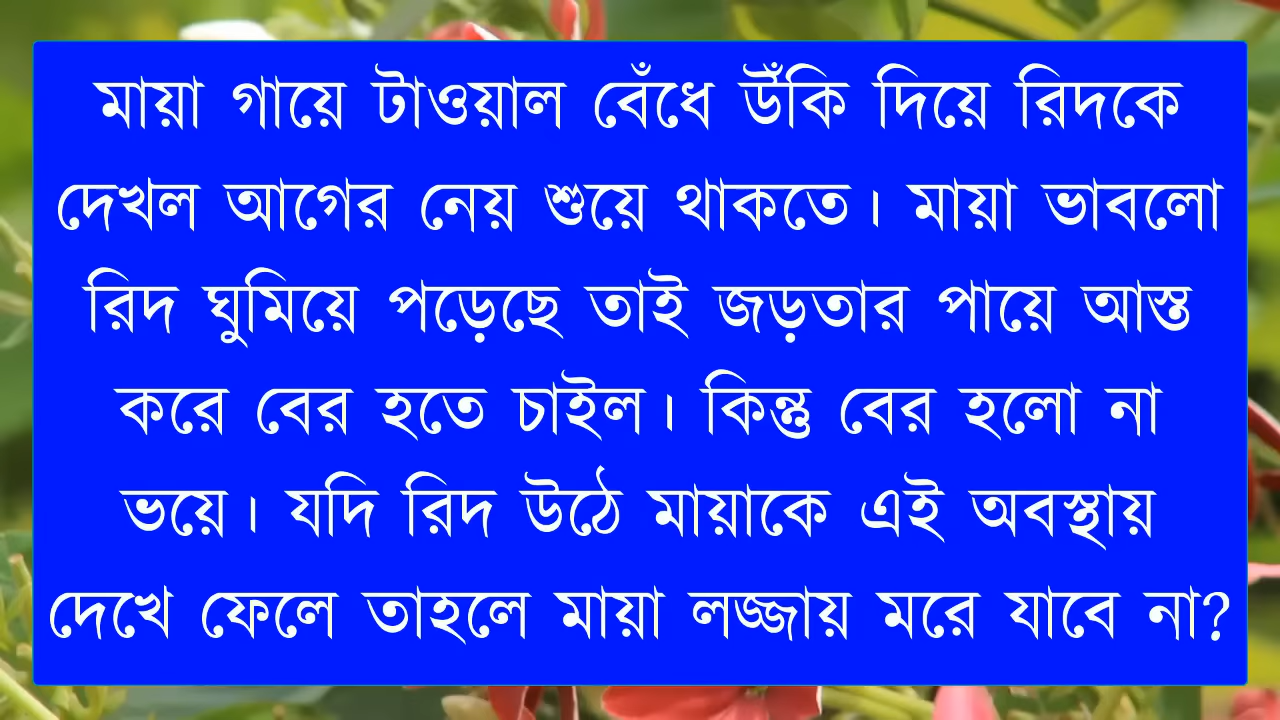 মায়া গায়ে টাওয়াল বেঁধে উঁকি দিয়ে রিদকে
দেখল আগের নেয় শুয়ে থাকতে। মায়া ভাবলো
রিদ ঘুমিয়ে পড়েছে তাই জড়তার পায়ে আস্ত
করে বের হতে চাইল। কিন্তু বের হলো না
ভয়ে। যদি রিদ উঠে মায়াকে এই অবস্থায়
দেখে ফেলে তাহলে মায়া লজ্জায় মরে যাবে না?